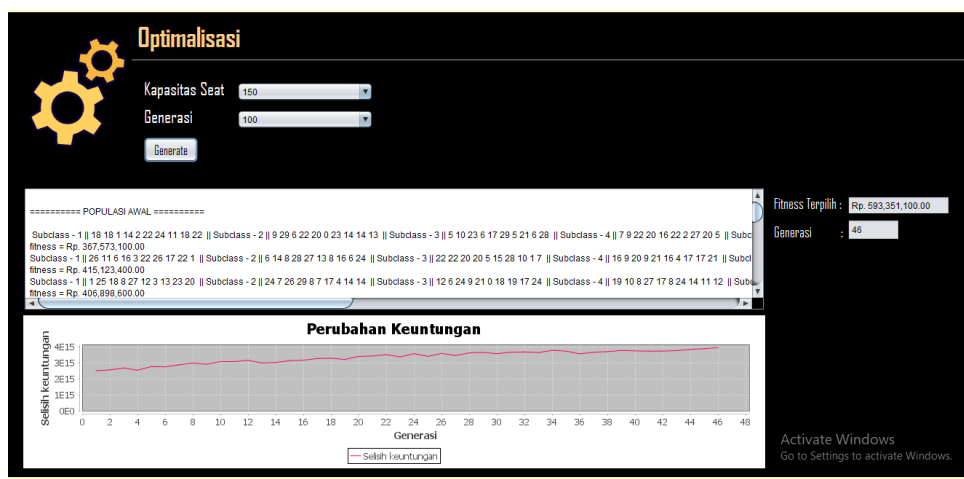 Optimalisasi
Kapasitas Seat 150
Generasi 100
Generate
========== POPULASI AWAL ==========
Subclass - 1 || 18 18 1 14 2 22 24 11 18 22 || Subclass - 2 || 9 29 6 22 20 0 23 14 14 13 || Subclass - 3 || 5 10 23 6 17 29 5 21 6 28 || Subclass - 4 || 7 9 22 20 16 22 2 27 20 5 || Subc
fitness = Rp. 367,573,100.00
Subclass - 1 || 26 11 6 16 3 22 26 17 22 1 || Subclass - 2 || 6 14 8 28 27 13 8 16 6 24 || Subclass - 3 || 22 22 20 20 5 15 28 10 1 7 || Subclass - 4 || 16 9 20 9 21 16 4 17 17 21 || Subcl
fitness = Rp. 415,123,400.00
Subclass - 1 || 1 25 18 8 27 12 3 13 23 20 || Subclass - 2 || 24 7 26 29 8 7 17 4 14 14 || Subclass - 3 || 12 6 24 9 21 0 18 19 17 24 || Subclass - 4 || 19 10 8 27 17 8 24 14 11 12 || Sub
fitness = Rp. 406,898,600.00
Fitness Terpilih : Rp. 593,351,100.00
Generasi : 46
Perubahan Keuntungan
Selisih keuntungan
4E15
3E15
2E15
1E15
0E0
0 2 4 6 8 10 12 14 16 18 20 22 24 26 28 30 32 34 36 38 40 42 44 46 48
Generasi
Selisih keuntungan
Activate Windows
Go to Settings to activate Windows.